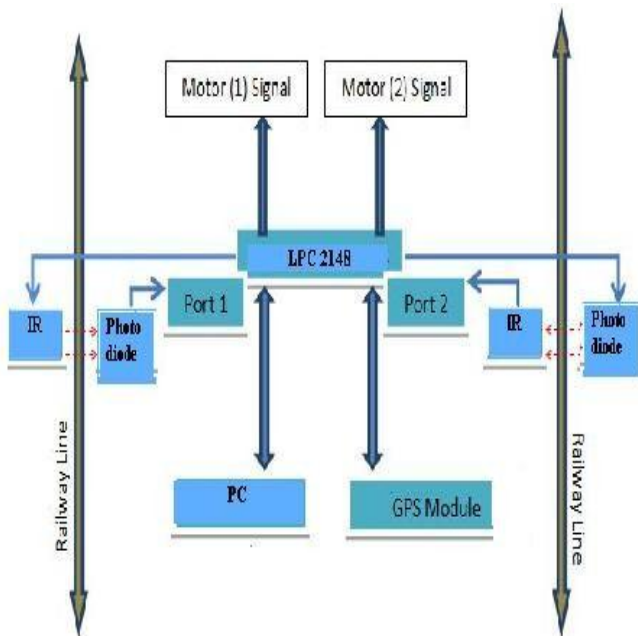 Motor (1) Signal
Motor (2) Signal
LPC 2148
Port 1
Port 2
IR
Photo
diode
IR
Photo
diode
Railway Line
PC
GPS Module
Railway Line